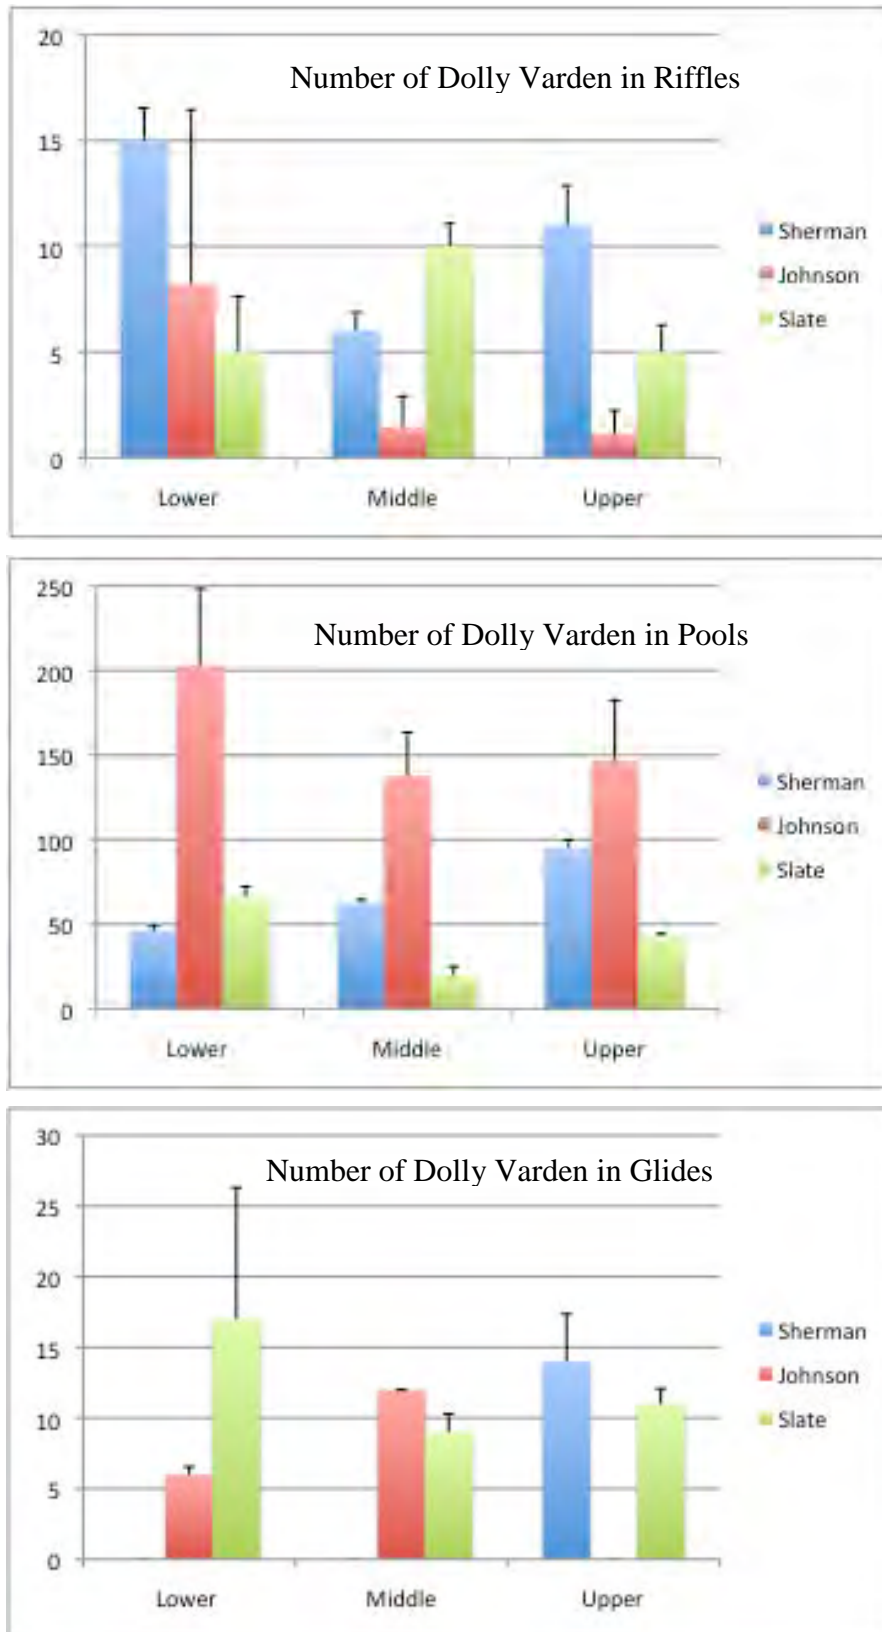 Number of Dolly Varden in Riffles
20
15
10
5
0
Lower Middle Upper
Sherman
Johnson
Slate
Number of Dolly Varden in Pools
250
200
150
100
50
0
Lower Middle Upper
Sherman
Johnson
Slate
Number of Dolly Varden in Glides
30
25
20
15
10
5
0
Lower Middle Upper
Sherman
Johnson
Slate